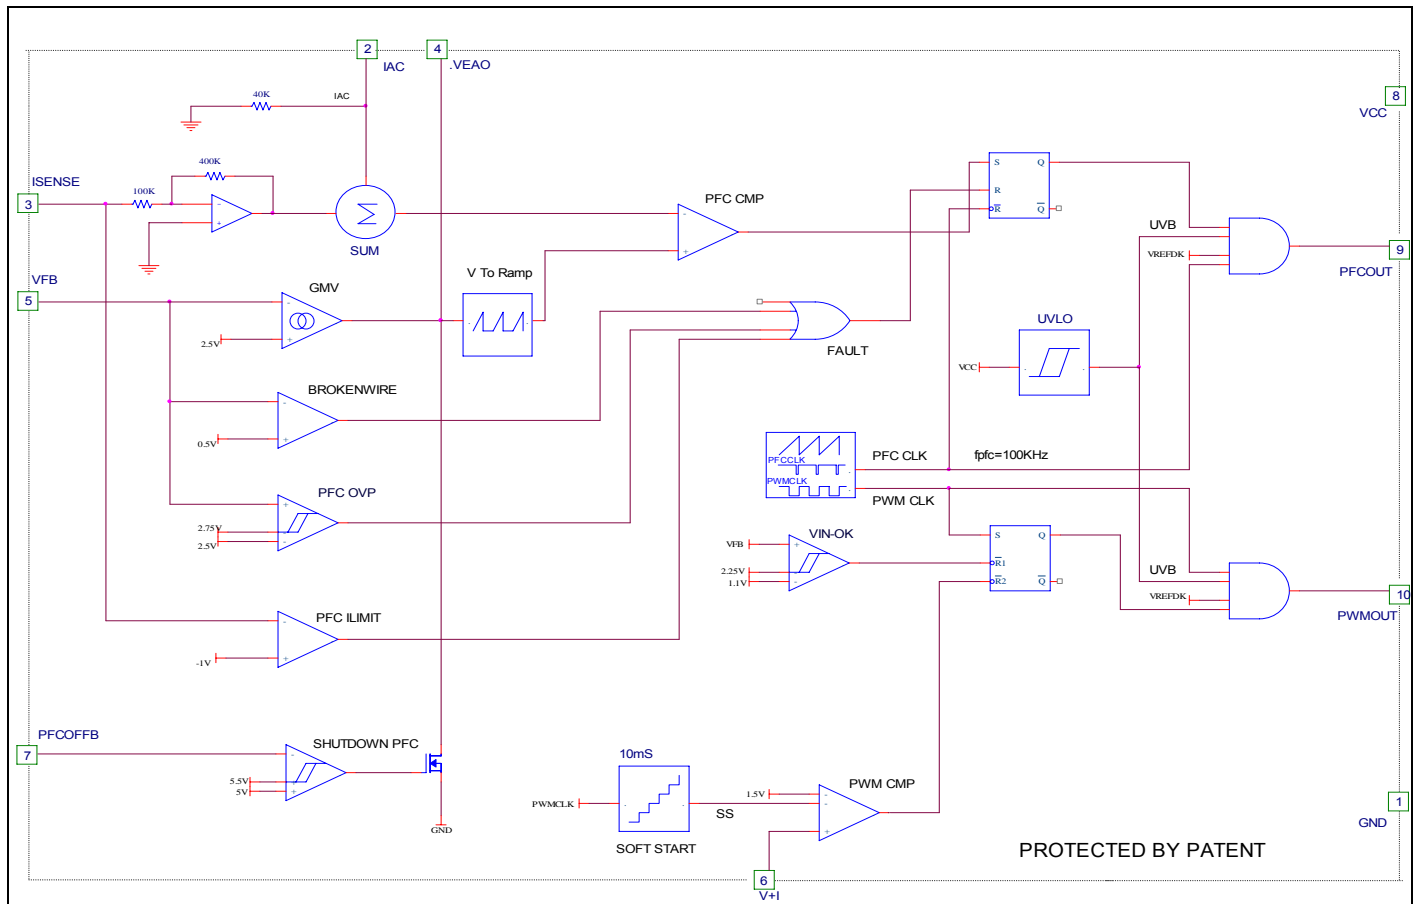 2
4
IAC
.VEAO
8
VCC
40K
IAC
400K
100K
ISENSE
3
-
+
Σ
SUM
PFC CMP
-
+
S
Q
R
R
Q
UVB
VREFDK
9
PFCOUT
VFB
5
GMV
-
+
2.5V
V To Ramp
FAULT
UVLO
VCC
BROKENWIRE
-
+
0.5V
PFCCLK
PWMCLK
PFC CLK
fpfc=100KHz
PWM CLK
PFC OVP
+
-
2.75V
2.5V
VIN-OK
VFB
+
-
2.25V
1.1V
S
Q
R1
R2
Q
UVB
VREFDK
10
PWMOUT
PFC ILIMIT
-
+
-1V
PFCOFFB
7
SHUTDOWN PFC
-
+
5.5V
5V
GND
10mS
PWMCLK
SS
SOFT START
1.5V
PWM CMP
-
-
+
6
V+I
1
GND
PROTECTED BY PATENT